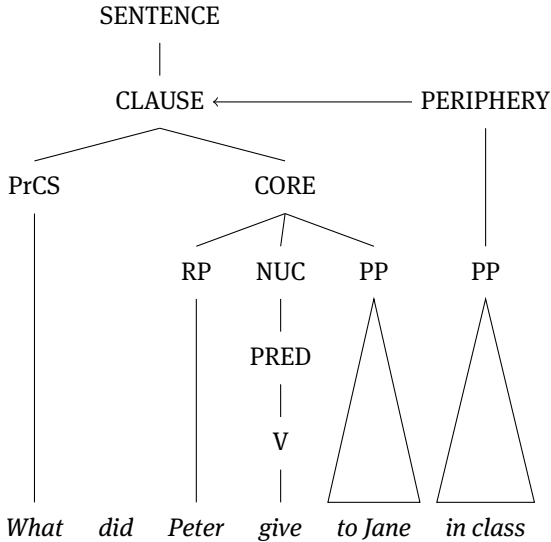 SENTENCE
CLAUSE PERIPHERY
PrCS CORE
RP NUC PP PP
PRED
V
What did Peter give to Jane in class